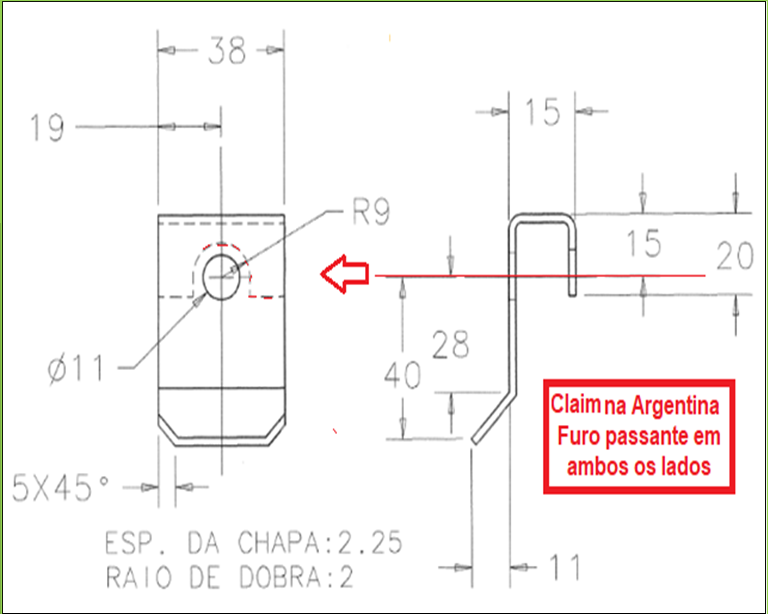 38
19
15
R9
15
20
Ø11
28
40
Claim na Argentina
Furo passante em
ambos os lados
5X45°
ESP. DA CHAPA:2.25
RAIO DE DOBRA:2
11